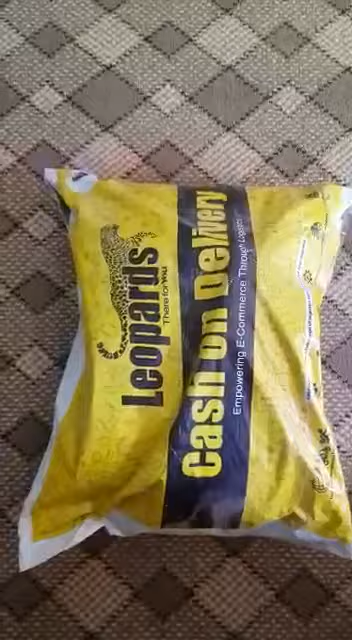 Leopards
There for you
Cash on Delivery
Empowering E-Commerce Through Logistics